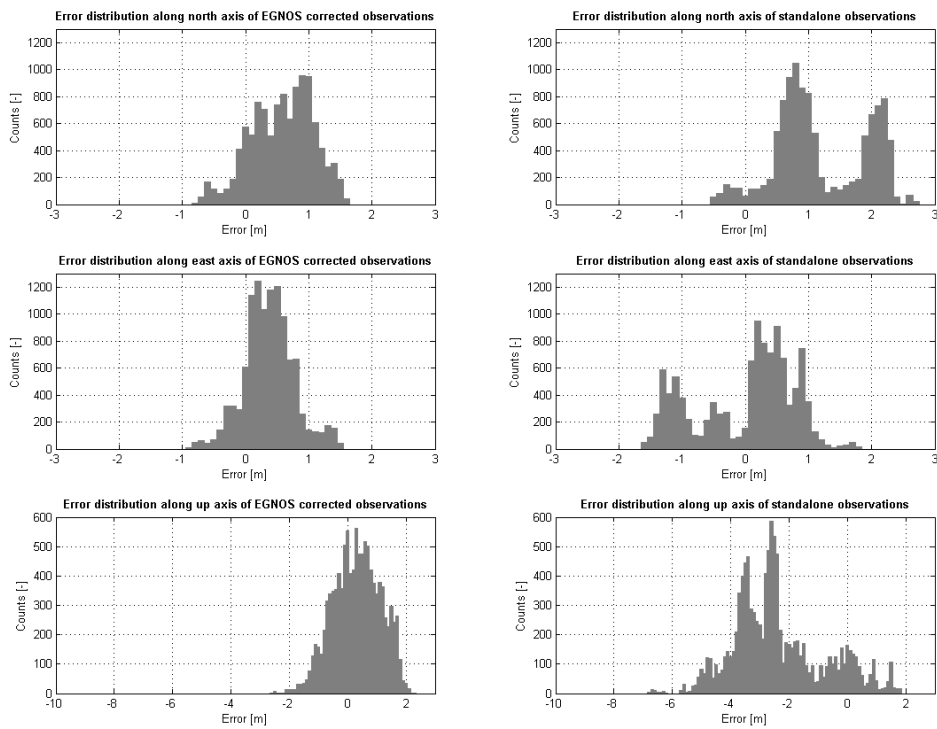 Error distribution along north axis of EGNOS corrected observations
1200
1000
800
600
400
200
0
Counts [-]
-3 -2 -1 0 1 2 3
Error [m]
Error distribution along north axis of standalone observations
1200
1000
800
600
400
200
0
Counts [-]
-3 -2 -1 0 1 2 3
Error [m]
Error distribution along east axis of EGNOS corrected observations
1200
1000
800
600
400
200
0
Counts [-]
-3 -2 -1 0 1 2 3
Error [m]
Error distribution along east axis of standalone observations
1200
1000
800
600
400
200
0
Counts [-]
-3 -2 -1 0 1 2 3
Error [m]
Error distribution along up axis of EGNOS corrected observations
600
500
400
300
200
100
0
Counts [-]
-10 -8 -6 -4 -2 0 2
Error [m]
Error distribution along up axis of standalone observations
600
500
400
300
200
100
0
Counts [-]
-10 -8 -6 -4 -2 0 2
Error [m]